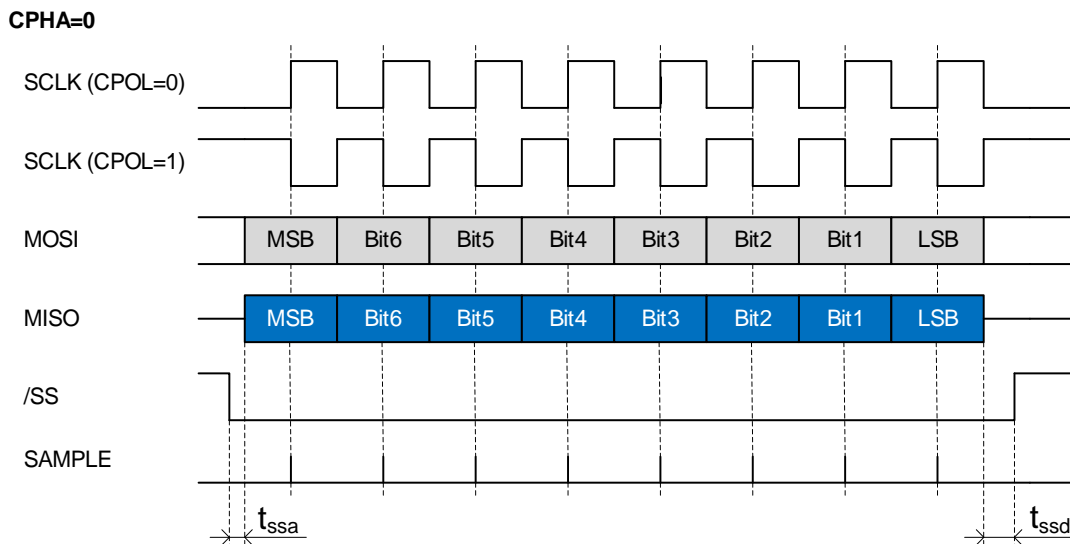 CPHA=0
SCLK (CPOL=0)
SCLK (CPOL=1)
MOSI MSB Bit6 Bit5 Bit4 Bit3 Bit2 Bit1 LSB
MISO MSB Bit6 Bit5 Bit4 Bit3 Bit2 Bit1 LSB
/SS
SAMPLE
tssa tssd